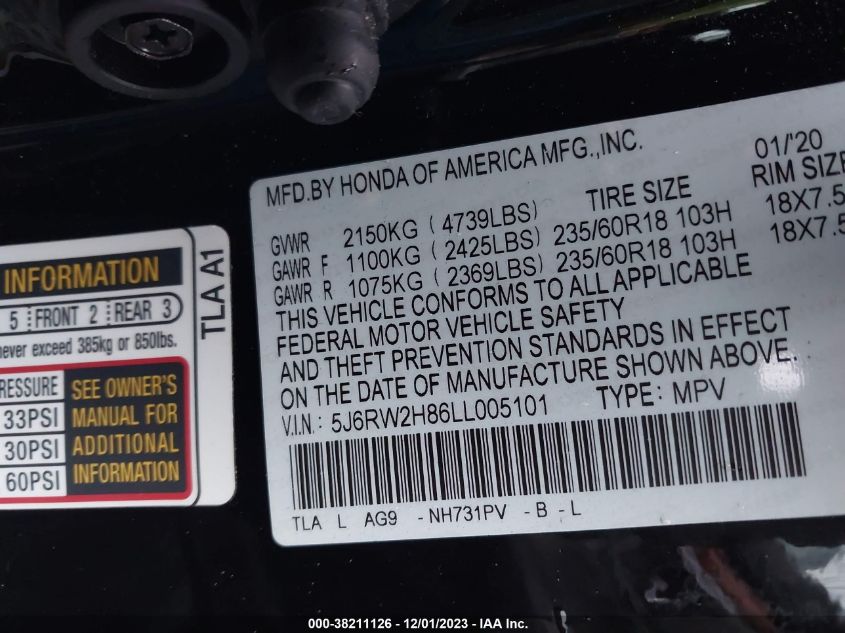 INFORMATION
5 FRONT 2 REAR 3
never exceed 385kg or 850lbs.
PRESSURE
33PSI
30PSI
60PSI
SEE OWNER'S
MANUAL FOR
ADDITIONAL
INFORMATION
TLA A1
MFD.BY HONDA OF AMERICA MFG.,INC. 01/'20
TIRE SIZE RIM SIZE
GVWR 2150KG ( 4739LBS)
GAWR F 1100KG ( 2425LBS) 235/60R18 103H 18X7.5
GAWR R 1075KG ( 2369LBS) 235/60R18 103H 18X7.5
THIS VEHICLE CONFORMS TO ALL APPLICABLE
FEDERAL MOTOR VEHICLE SAFETY
AND THEFT PREVENTION STANDARDS IN EFFECT
ON THE DATE OF MANUFACTURE SHOWN ABOVE.
V.I.N.: 5J6RW2H86LL005101 TYPE: MPV
TLA L AG9 - NH731PV - B - L
000-38211126 - 12/01/2023 - IAA Inc.